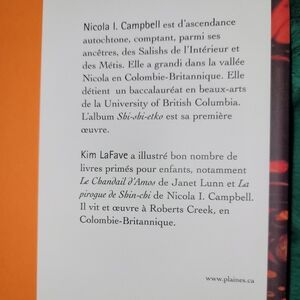 Nicola I. Campbell est d'ascendance
autochtone, comptant, parmi ses
ancêtres, des Salishs de l'Intérieur et
des Métis. Elle a grandi dans la vallée
Nicola en Colombie-Britannique. Elle
détient un baccalauréat en beaux-arts
de la University of British Columbia.
L'album Shi-shi-etko est sa première
œuvre.
Kim LaFave a illustré bon nombre de
livres primés pour enfants, notamment
Le Chandail d'Amos de Janet Lunn et La
pirogue de Shin-chi de Nicola I. Campbell.
Il vit et œuvre à Roberts Creek, en
Colombie-Britannique.
www.plaines.ca